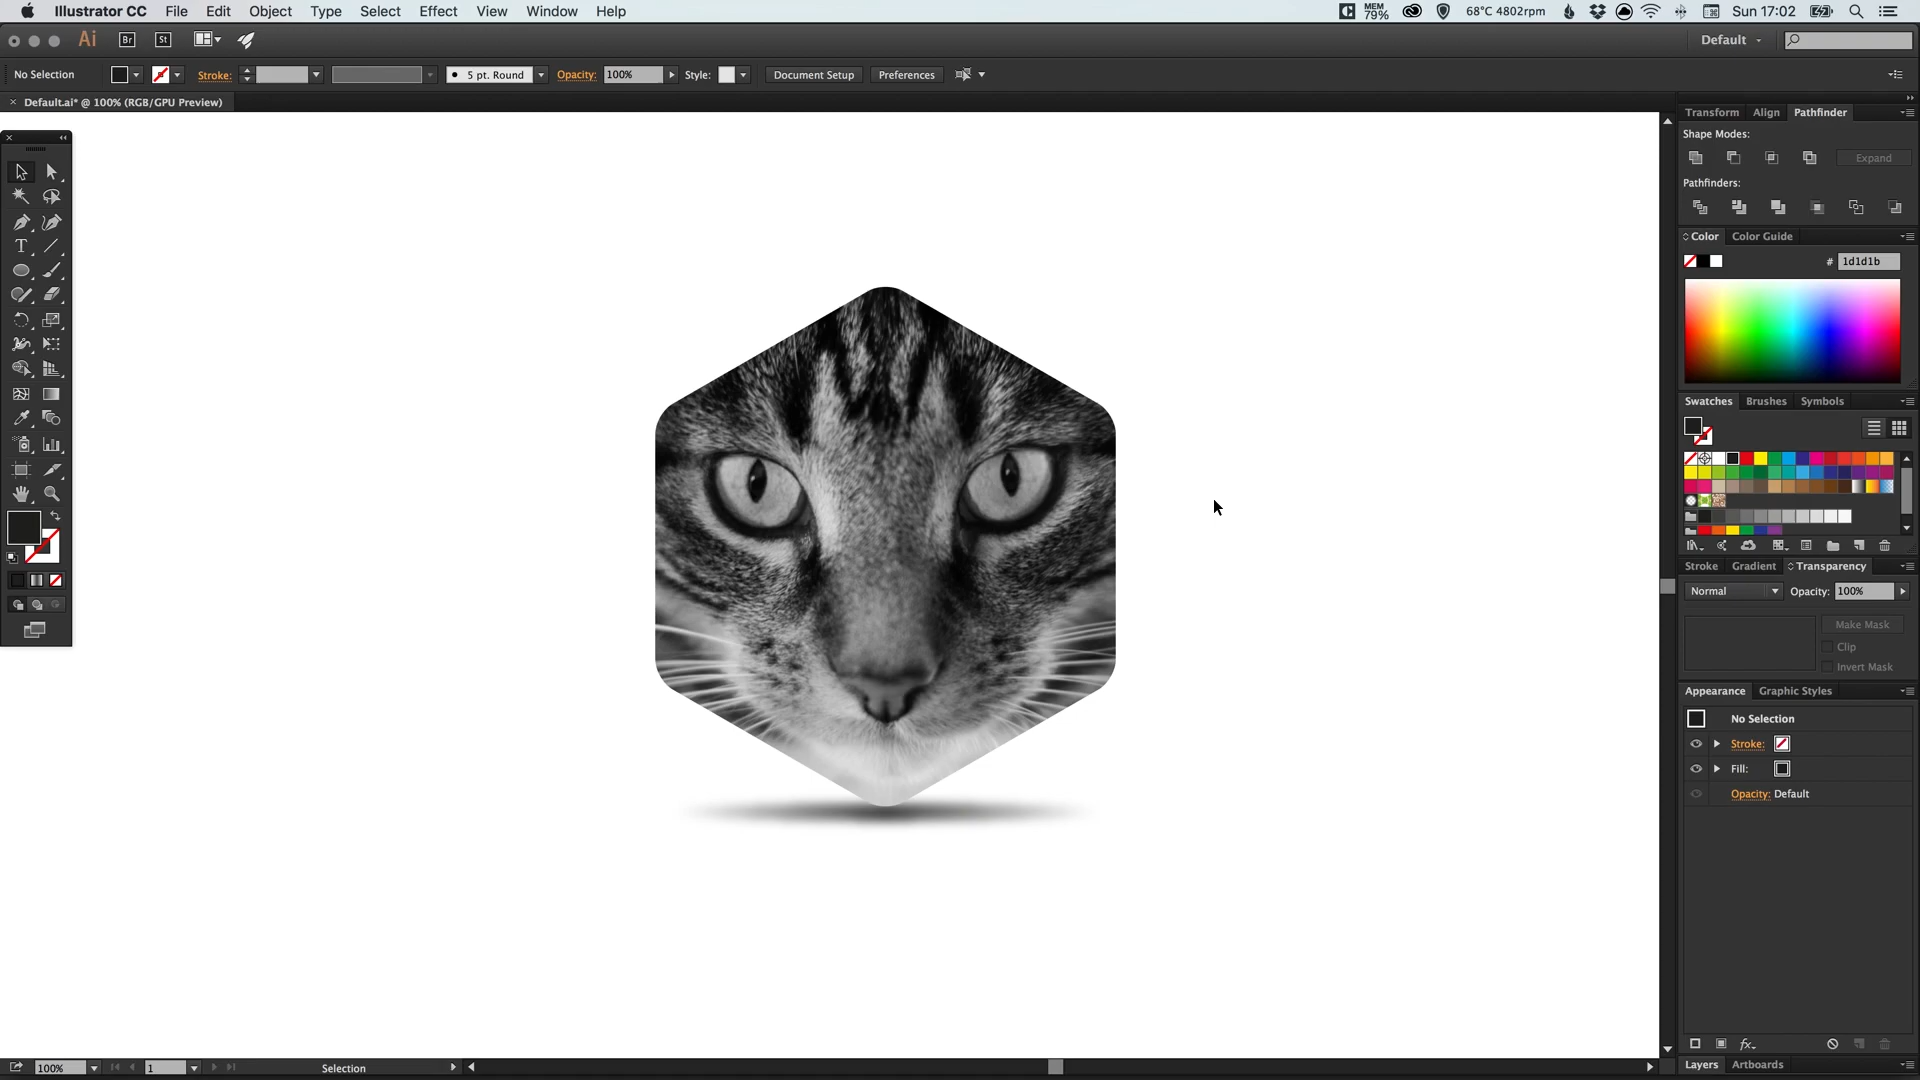 Illustrator CC File Edit Object Type Select Effect View Window Help MEM 79% 68°C 4802rpm Sun 17:02
Ai Br St Default
No Selection Stroke: 5 pt. Round Opacity: 100% Style: Document Setup Preferences
× Default.ai* @ 100% (RGB/GPU Preview)
Transform Align Pathfinder
Shape Modes:
Expand
Pathfinders:
Color Color Guide
# 1d1d1b
Swatches Brushes Symbols
Stroke Gradient Transparency
Normal Opacity: 100%
Make Mask
Clip
Invert Mask
Appearance Graphic Styles
No Selection
Stroke:
Fill:
Opacity: Default
fx
Layers Artboards
100% 1 Selection